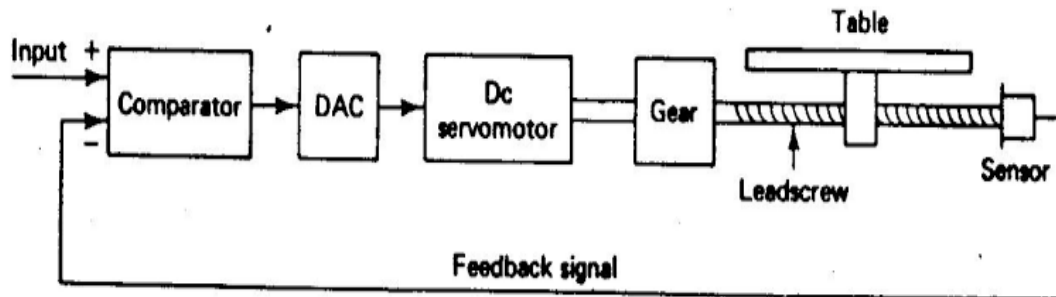 Input +
Comparator
-
DAC
Dc
servomotor
Gear
Table
Leadscrew
Sensor
Feedback signal